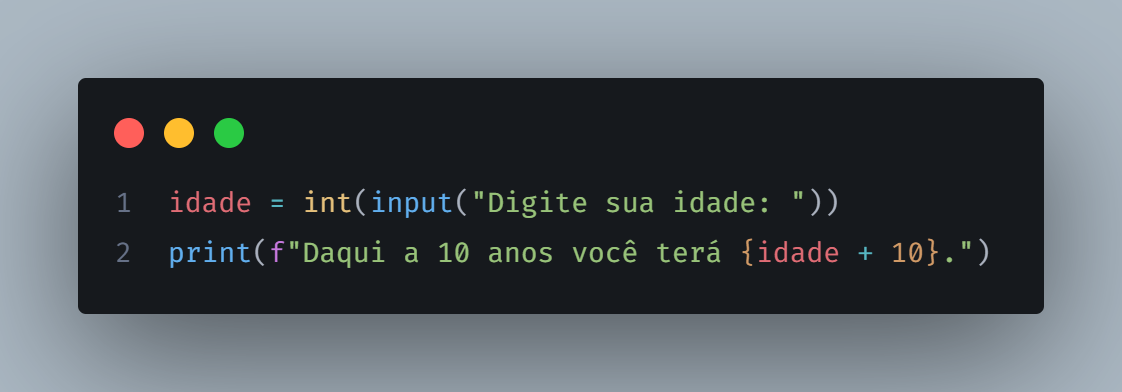 1 idade = int(input("Digite sua idade: "))
2 print(f"Daqui a 10 anos você terá {idade + 10}.")